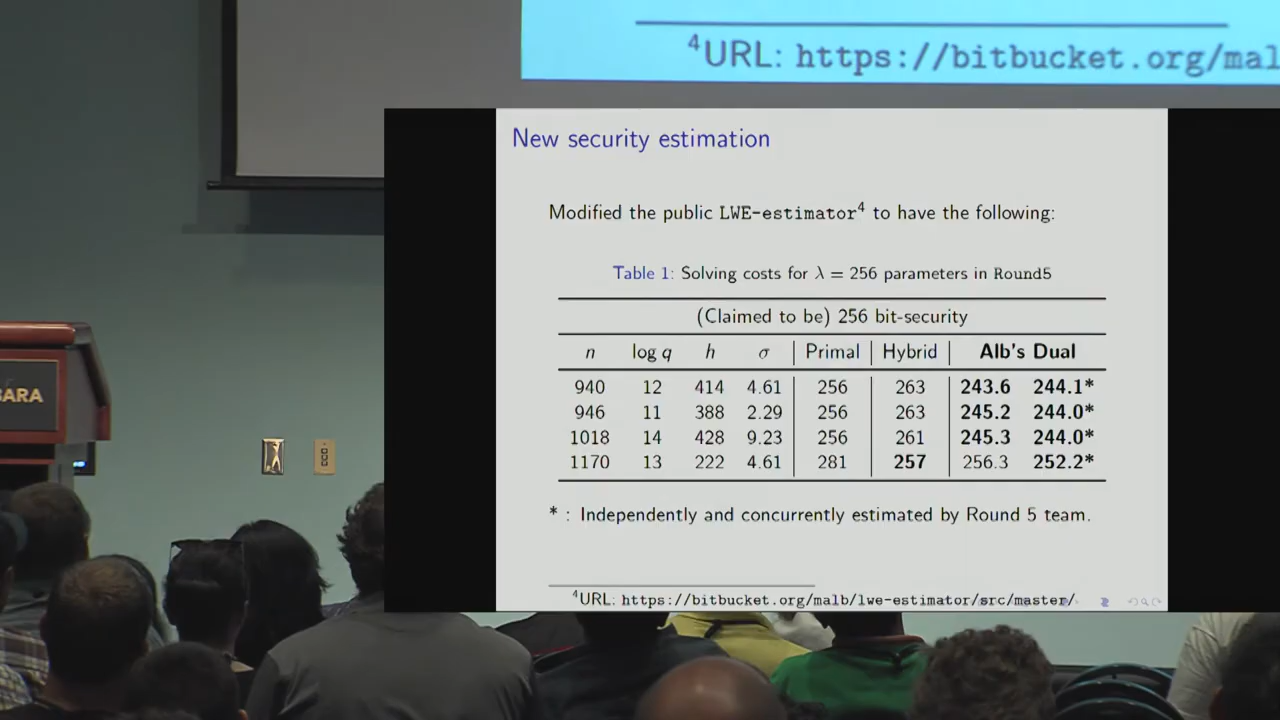 ⁴URL: https://bitbucket.org/mal
New security estimation
Modified the public LWE-estimator⁴ to have the following:
Table 1: Solving costs for λ = 256 parameters in Round5
(Claimed to be) 256 bit-security
n log q h σ Primal Hybrid Alb's Dual
940 12 414 4.61 256 263 243.6 244.1*
946 11 388 2.29 256 263 245.2 244.0*
1018 14 428 9.23 256 261 245.3 244.0*
1170 13 222 4.61 281 257 256.3 252.2*
* : Independently and concurrently estimated by Round 5 team.
⁴URL: https://bitbucket.org/malb/lwe-estimator/src/master/
ARA